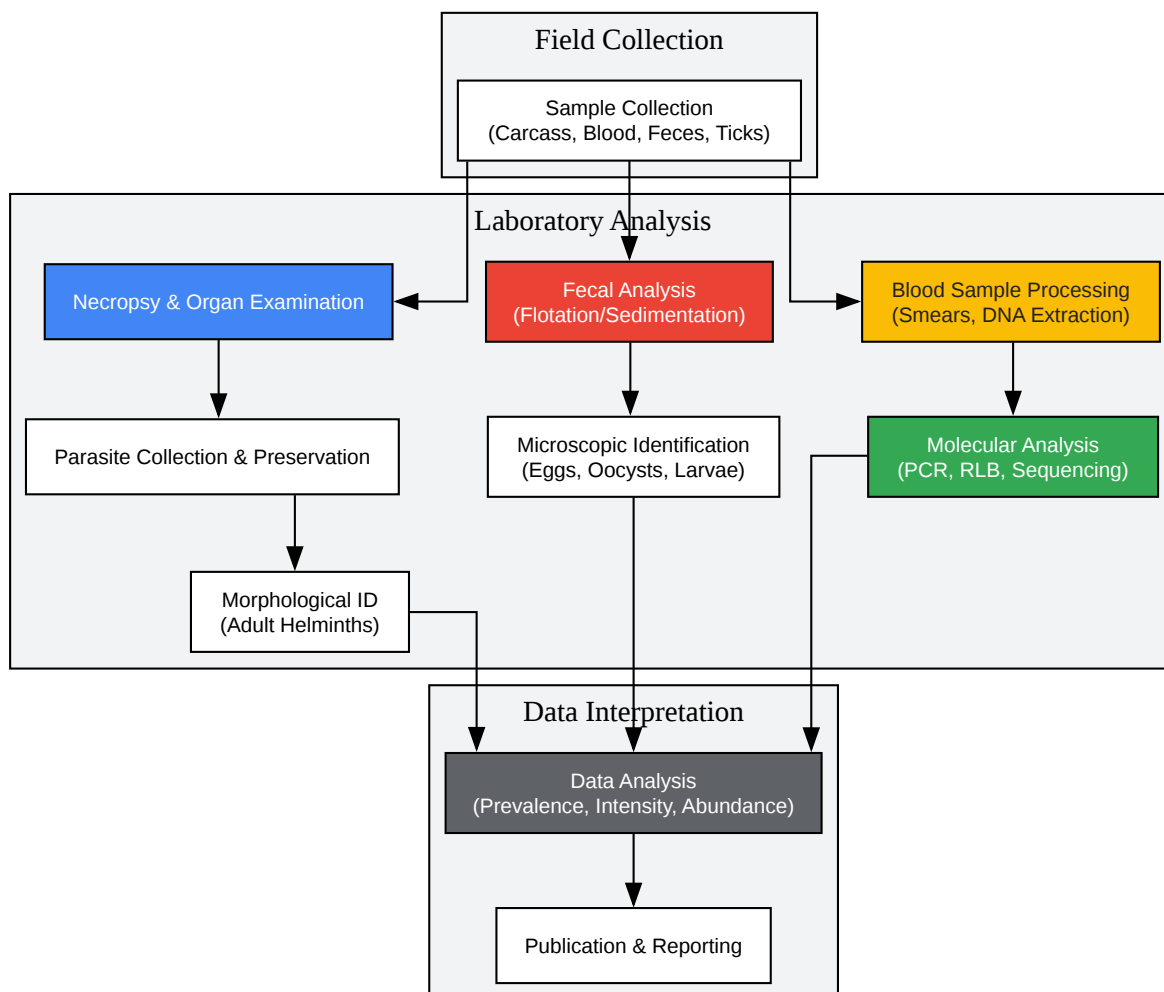 Field Collection
Sample Collection
(Carcass, Blood, Feces, Ticks)
Laboratory Analysis
Necropsy & Organ Examination
Fecal Analysis
(Flotation/Sedimentation)
Blood Sample Processing
(Smears, DNA Extraction)
Parasite Collection & Preservation
Microscopic Identification
(Eggs, Oocysts, Larvae)
Molecular Analysis
(PCR, RLB, Sequencing)
Morphological ID
(Adult Helminths)
Data Interpretation
Data Analysis
(Prevalence, Intensity, Abundance)
Publication & Reporting